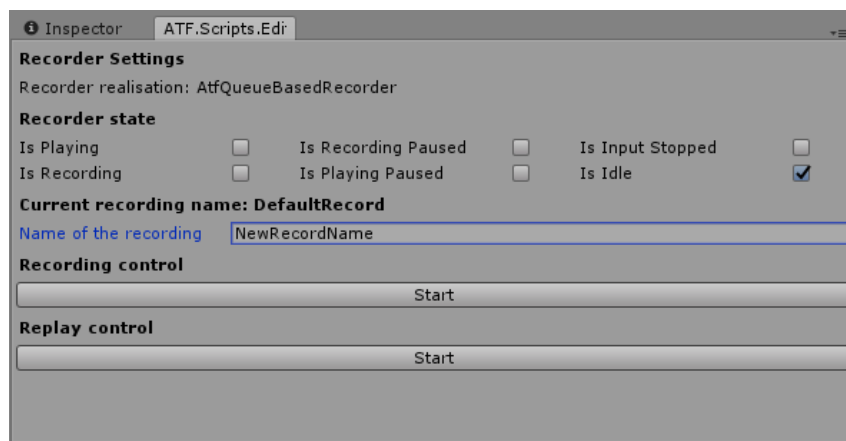 Inspector ATF.Scripts.Edi
Recorder Settings
Recorder realisation: AtfQueueBasedRecorder
Recorder state
Is Playing Is Recording Paused Is Input Stopped
Is Recording Is Playing Paused Is Idle
Current recording name: DefaultRecord
Name of the recording NewRecordName
Recording control
Start
Replay control
Start